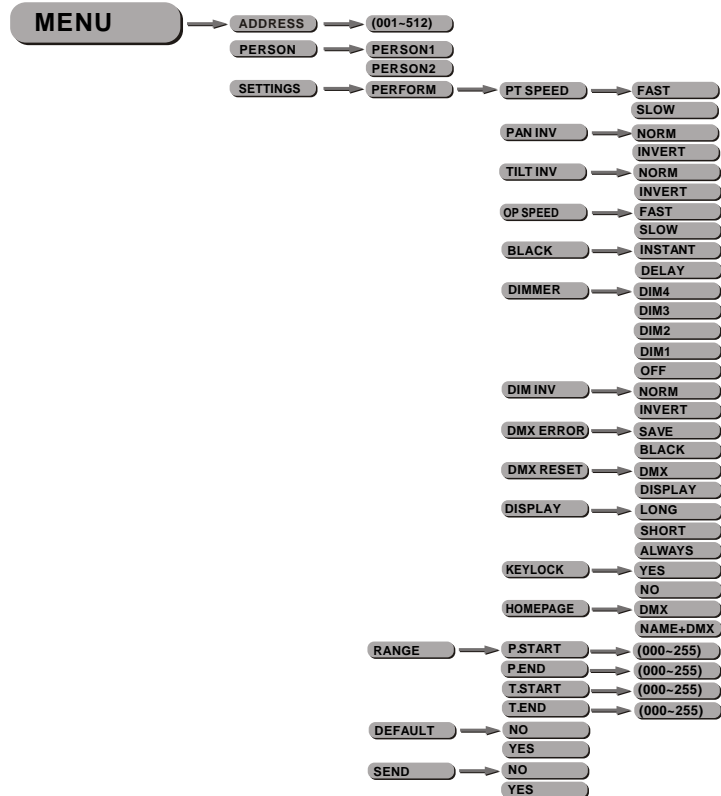 MENU
ADDRESS (001~512)
PERSON PERSON1
PERSON2
SETTINGS PERFORM PT SPEED FAST
SLOW
PAN INV NORM
INVERT
TILT INV NORM
INVERT
OP SPEED FAST
SLOW
BLACK INSTANT
DELAY
DIMMER DIM4
DIM3
DIM2
DIM1
OFF
DIM INV NORM
INVERT
DMX ERROR SAVE
BLACK
DMX RESET DMX
DISPLAY
DISPLAY LONG
SHORT
ALWAYS
KEYLOCK YES
NO
HOMEPAGE DMX
NAME+DMX
RANGE P.START (000~255)
P.END (000~255)
T.START (000~255)
T.END (000~255)
DEFAULT NO
YES
SEND NO
YES